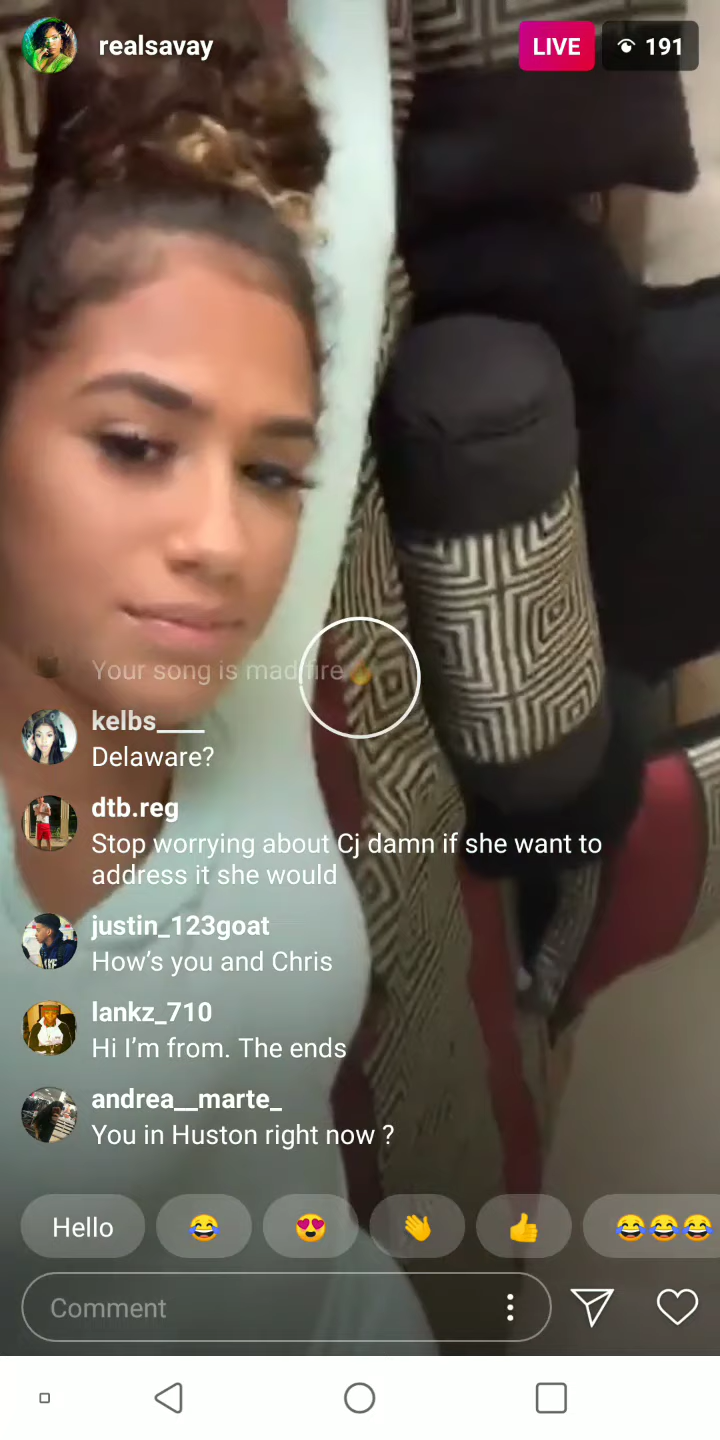 realsavay
LIVE
191
Your song is mad fire 🔥
kelbs____
Delaware?
dtb.reg
Stop worrying about Cj damn if she want to
address it she would
justin_123goat
How’s you and Chris
lankz_710
Hi I’m from. The ends
andrea__marte_
You in Huston right now ?
Hello 😂 😍 👋 👍 😂😂😂
Comment